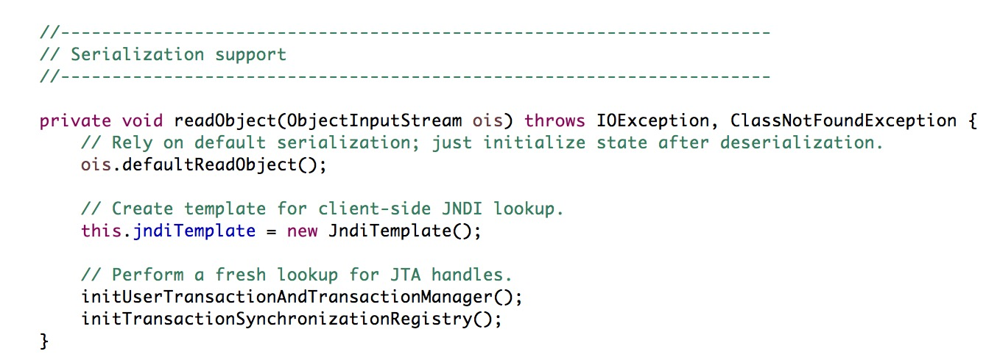 //---------------------------------------------------------------------
// Serialization support
//---------------------------------------------------------------------
private void readObject(ObjectInputStream ois) throws IOException, ClassNotFoundException {
// Rely on default serialization; just initialize state after deserialization.
ois.defaultReadObject();
// Create template for client-side JNDI lookup.
this.jndiTemplate = new JndiTemplate();
// Perform a fresh lookup for JTA handles.
initUserTransactionAndTransactionManager();
initTransactionSynchronizationRegistry();
}